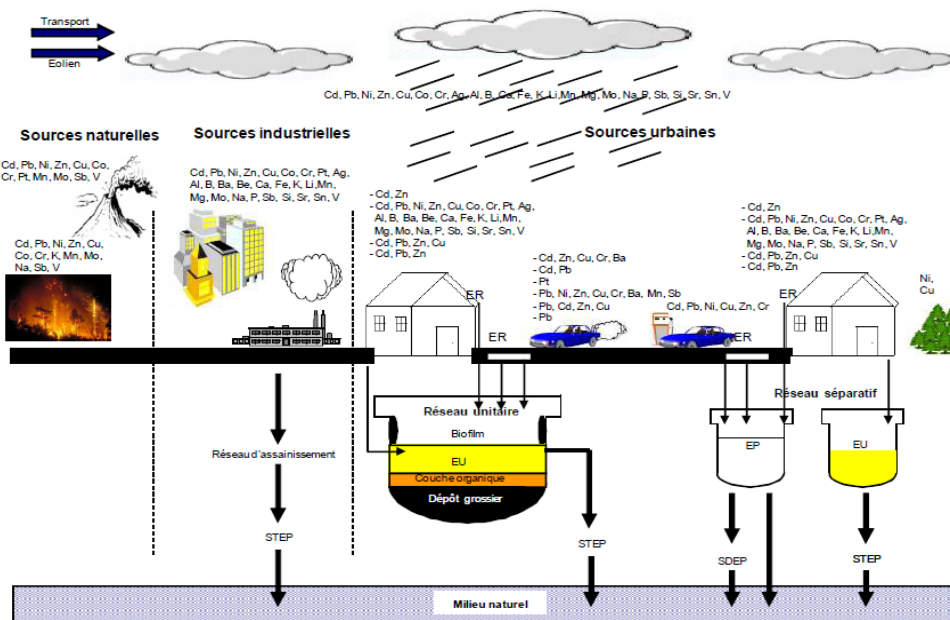 Transport
Eolien
Cd, Pb, Ni, Zn, Cu, Co, Cr, Ag, Al, B, Ca, Fe, K, Li,Mn, Mg, Mo, Na, P, Sb, Si, Sr, Sn, V
Sources naturelles
Sources industrielles
Sources urbaines
Cd, Pb, Ni, Zn, Cu, Co,
Cr, Pt, Mn, Mo, Sb, V
Cd, Pb, Ni, Zn, Cu,
Co, Cr, K, Mn, Mo,
Na, Sb, V
Cd, Pb, Ni, Zn, Cu, Co, Cr, Pt, Ag,
Al, B, Ba, Be, Ca, Fe, K, Li,Mn,
Mg, Mo, Na, P, Sb, Si, Sr, Sn, V
- Cd, Zn
- Cd, Pb, Ni, Zn, Cu, Co, Cr, Pt, Ag,
Al, B, Ba, Be, Ca, Fe, K, Li,Mn,
Mg, Mo, Na, P, Sb, Si, Sr, Sn, V
- Cd, Pb, Zn, Cu
- Cd, Pb, Zn
- Cd, Zn, Cu, Cr, Ba
- Cd, Pb
- Pt
- Pb, Ni, Zn, Cu, Cr, Ba, Mn, Sb
- Pb, Cd, Zn, Cu
- Pb
Cd, Pb, Ni, Cu, Zn, Cr
- Cd, Zn
- Cd, Pb, Ni, Zn, Cu, Co, Cr, Pt, Ag,
Al, B, Ba, Be, Ca, Fe, K, Li,Mn,
Mg, Mo, Na, P, Sb, Si, Sr, Sn, V
- Cd, Pb, Zn, Cu
- Cd, Pb, Zn
Ni,
Cu
ER
ER
ER
ER
Réseau unitaire
Biofilm
EU
Couche organique
Dépôt grossier
Réseau séparatif
EP
EU
Réseau d'assainissement
STEP
STEP
SDEP
STEP
Milieu naturel